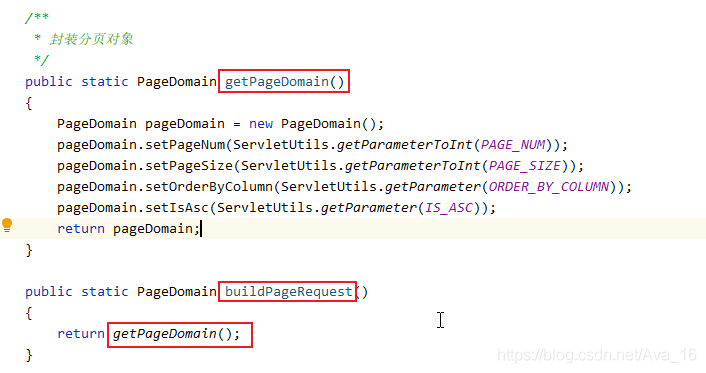 /**
 * 封装分页对象
 */
public static PageDomain getPageDomain()
{
    PageDomain pageDomain = new PageDomain();
    pageDomain.setPageNum(ServletUtils.getParameterToInt(PAGE_NUM));
    pageDomain.setPageSize(ServletUtils.getParameterToInt(PAGE_SIZE));
    pageDomain.setOrderByColumn(ServletUtils.getParameter(ORDER_BY_COLUMN));
    pageDomain.setIsAsc(ServletUtils.getParameter(IS_ASC));
    return pageDomain;
}
public static PageDomain buildPageRequest()
{
    return getPageDomain();
}
https://blog.csdn.net/Ava_16